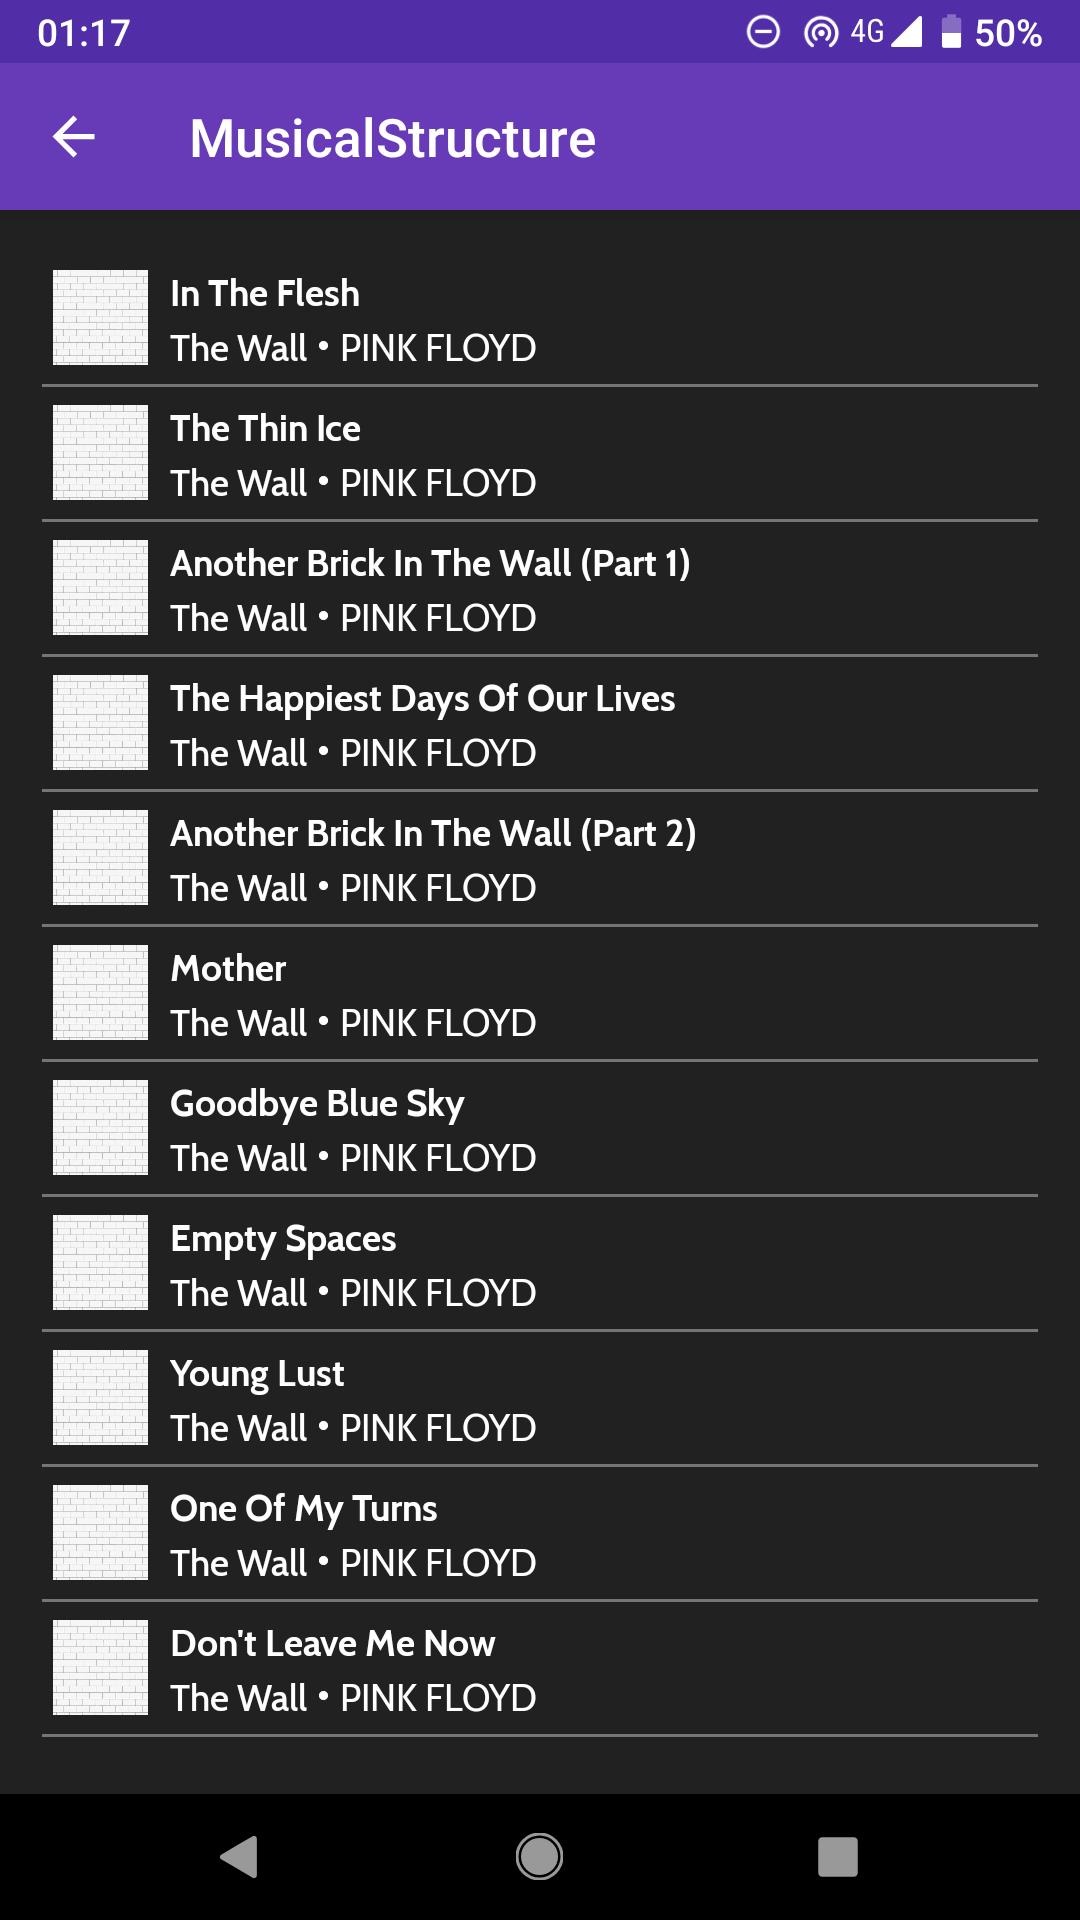 01:17
4G
50%
MusicalStructure
In The Flesh
The Wall • PINK FLOYD
The Thin Ice
The Wall • PINK FLOYD
Another Brick In The Wall (Part 1)
The Wall • PINK FLOYD
The Happiest Days Of Our Lives
The Wall • PINK FLOYD
Another Brick In The Wall (Part 2)
The Wall • PINK FLOYD
Mother
The Wall • PINK FLOYD
Goodbye Blue Sky
The Wall • PINK FLOYD
Empty Spaces
The Wall • PINK FLOYD
Young Lust
The Wall • PINK FLOYD
One Of My Turns
The Wall • PINK FLOYD
Don't Leave Me Now
The Wall • PINK FLOYD